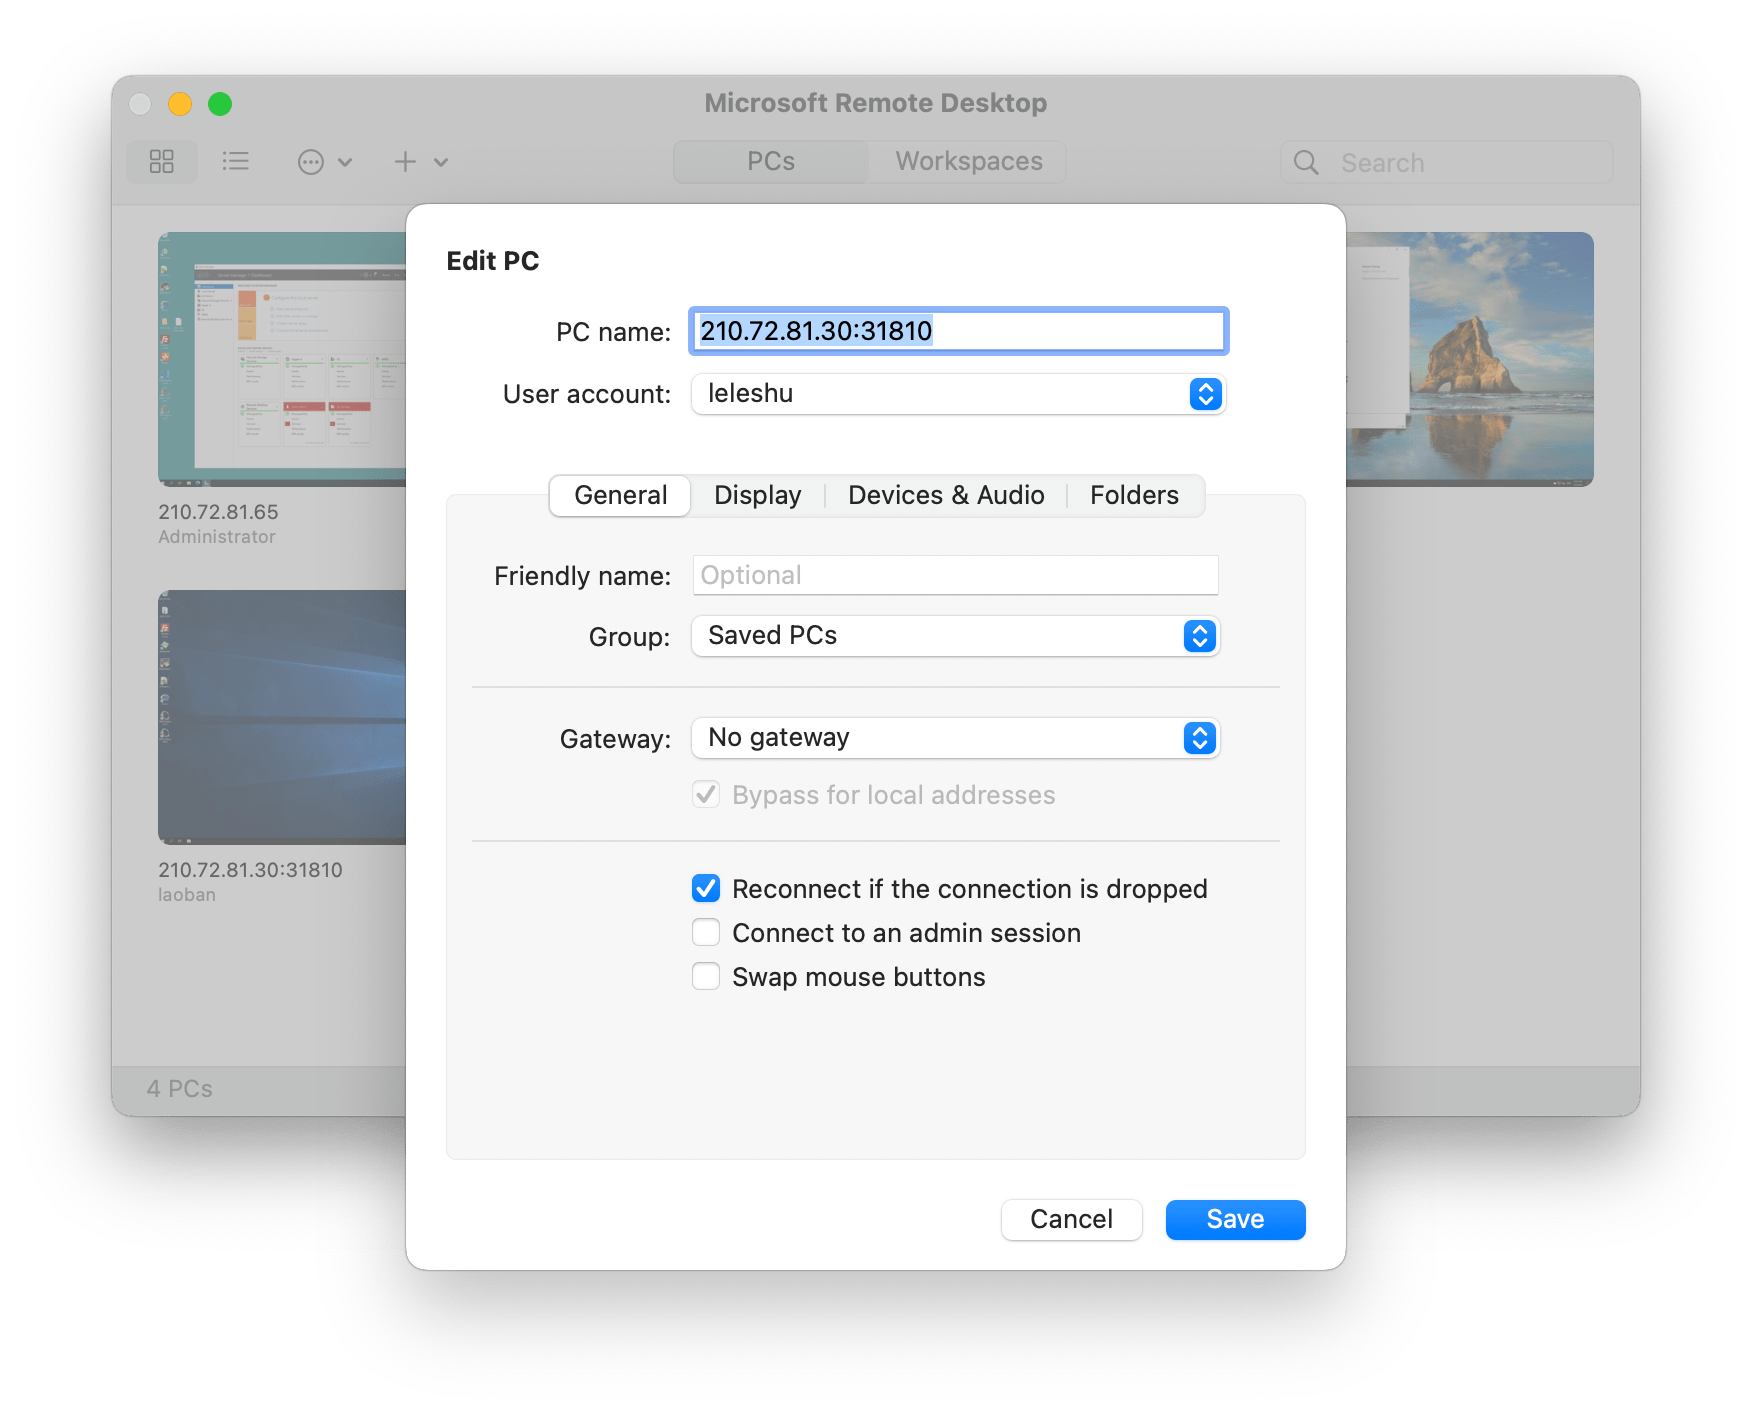 Microsoft Remote Desktop
PCs
Workspaces
Search
Edit PC
PC name:
210.72.81.30:31810
User account:
leleshu
General
Display
Devices & Audio
Folders
Friendly name:
Optional
Group:
Saved PCs
Gateway:
No gateway
Bypass for local addresses
Reconnect if the connection is dropped
Connect to an admin session
Swap mouse buttons
Cancel
Save
210.72.81.65
Administrator
210.72.81.30:31810
laoban
4 PCs